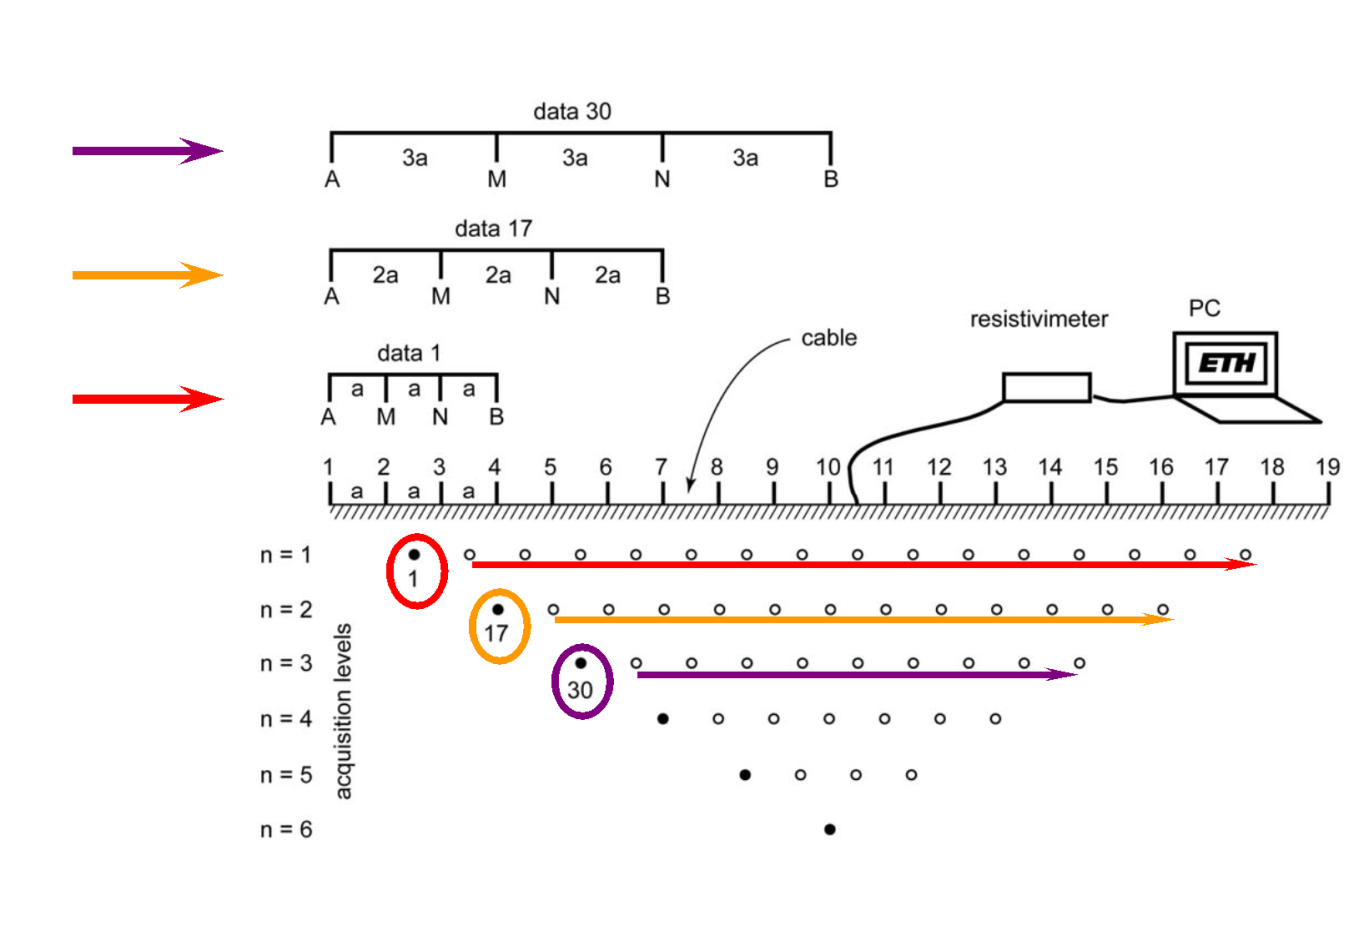 data 30
3a 3a 3a
A M N B
data 17
2a 2a 2a
A M N B
data 1
a a a
A M N B
cable
resistivimeter
PC
ETH
1 2 3 4 5 6 7 8 9 10 11 12 13 14 15 16 17 18 19
a a a
n = 1
1
n = 2
17
n = 3
30
n = 4
n = 5
n = 6
acquisition levels